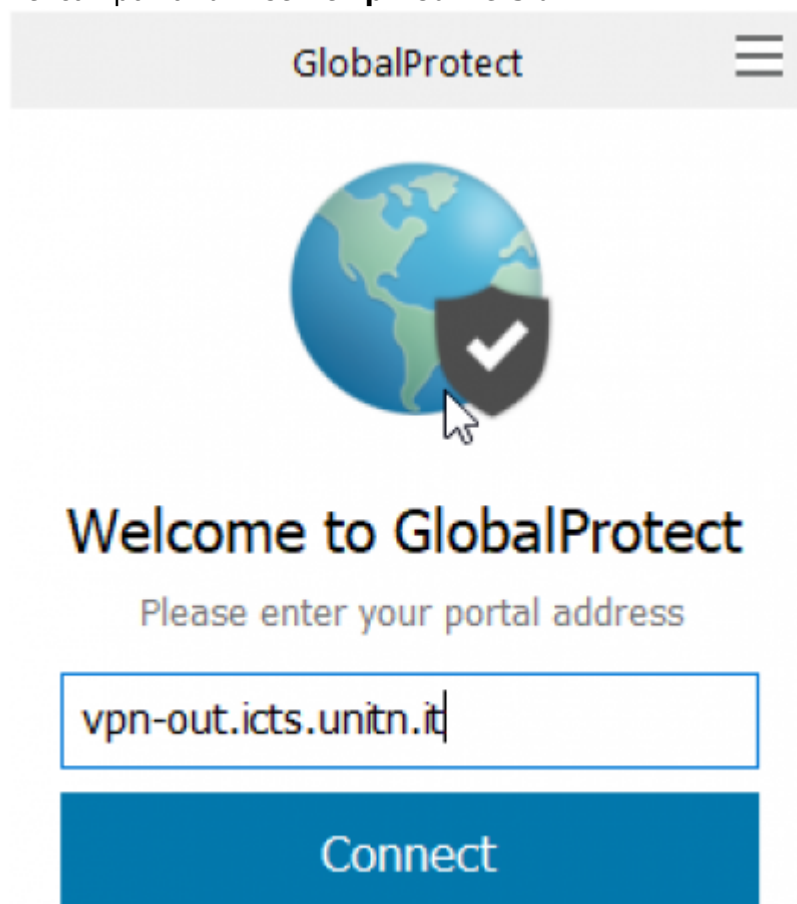 GlobalProtect
Welcome to GlobalProtect
Please enter your portal address
vpn-out.icts.unitn.it
Connect